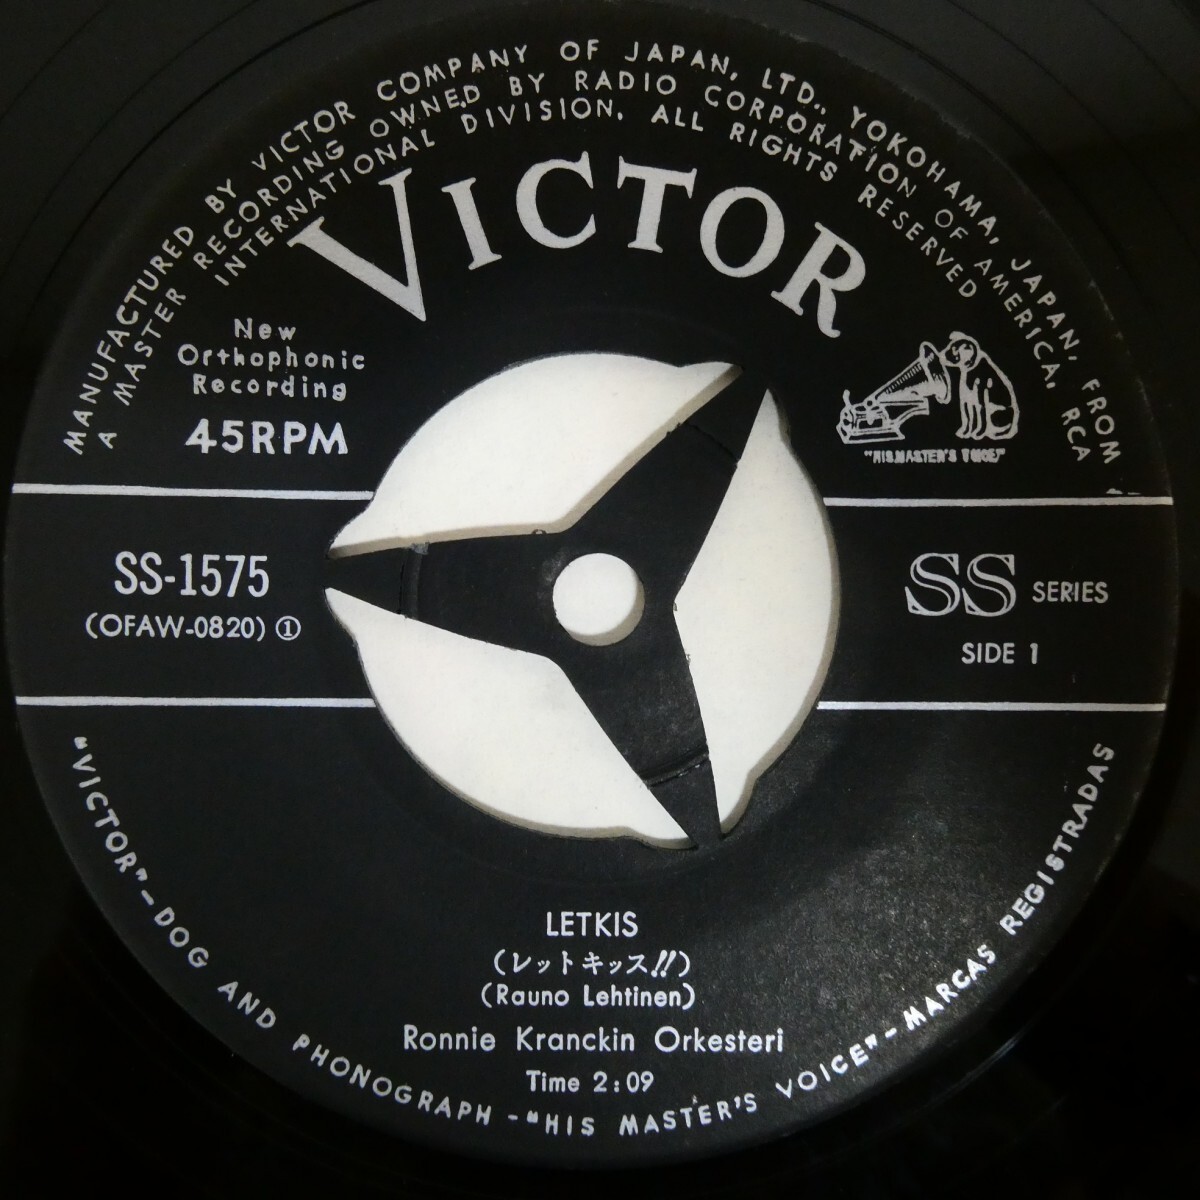 MANUFACTURED BY VICTOR COMPANY OF JAPAN, LTD., YOKOHAMA, JAPAN, FROM
A MASTER RECORDING OWNED BY RADIO CORPORATION OF AMERICA, RCA
INTERNATIONAL DIVISION. ALL RIGHTS RESERVED
VICTOR
New
Orthophonic
Recording
45RPM
"HIS MASTER'S VOICE"
SS-1575
(OFAW-0820) ①
SS SERIES
SIDE 1
LETKIS
(レットキッス!!)
(Rauno Lehtinen)
Ronnie Kranckin Orkesteri
Time 2:09
"VICTOR"-DOG AND PHONOGRAPH-"HIS MASTER'S VOICE"-MARCAS REGISTRADAS